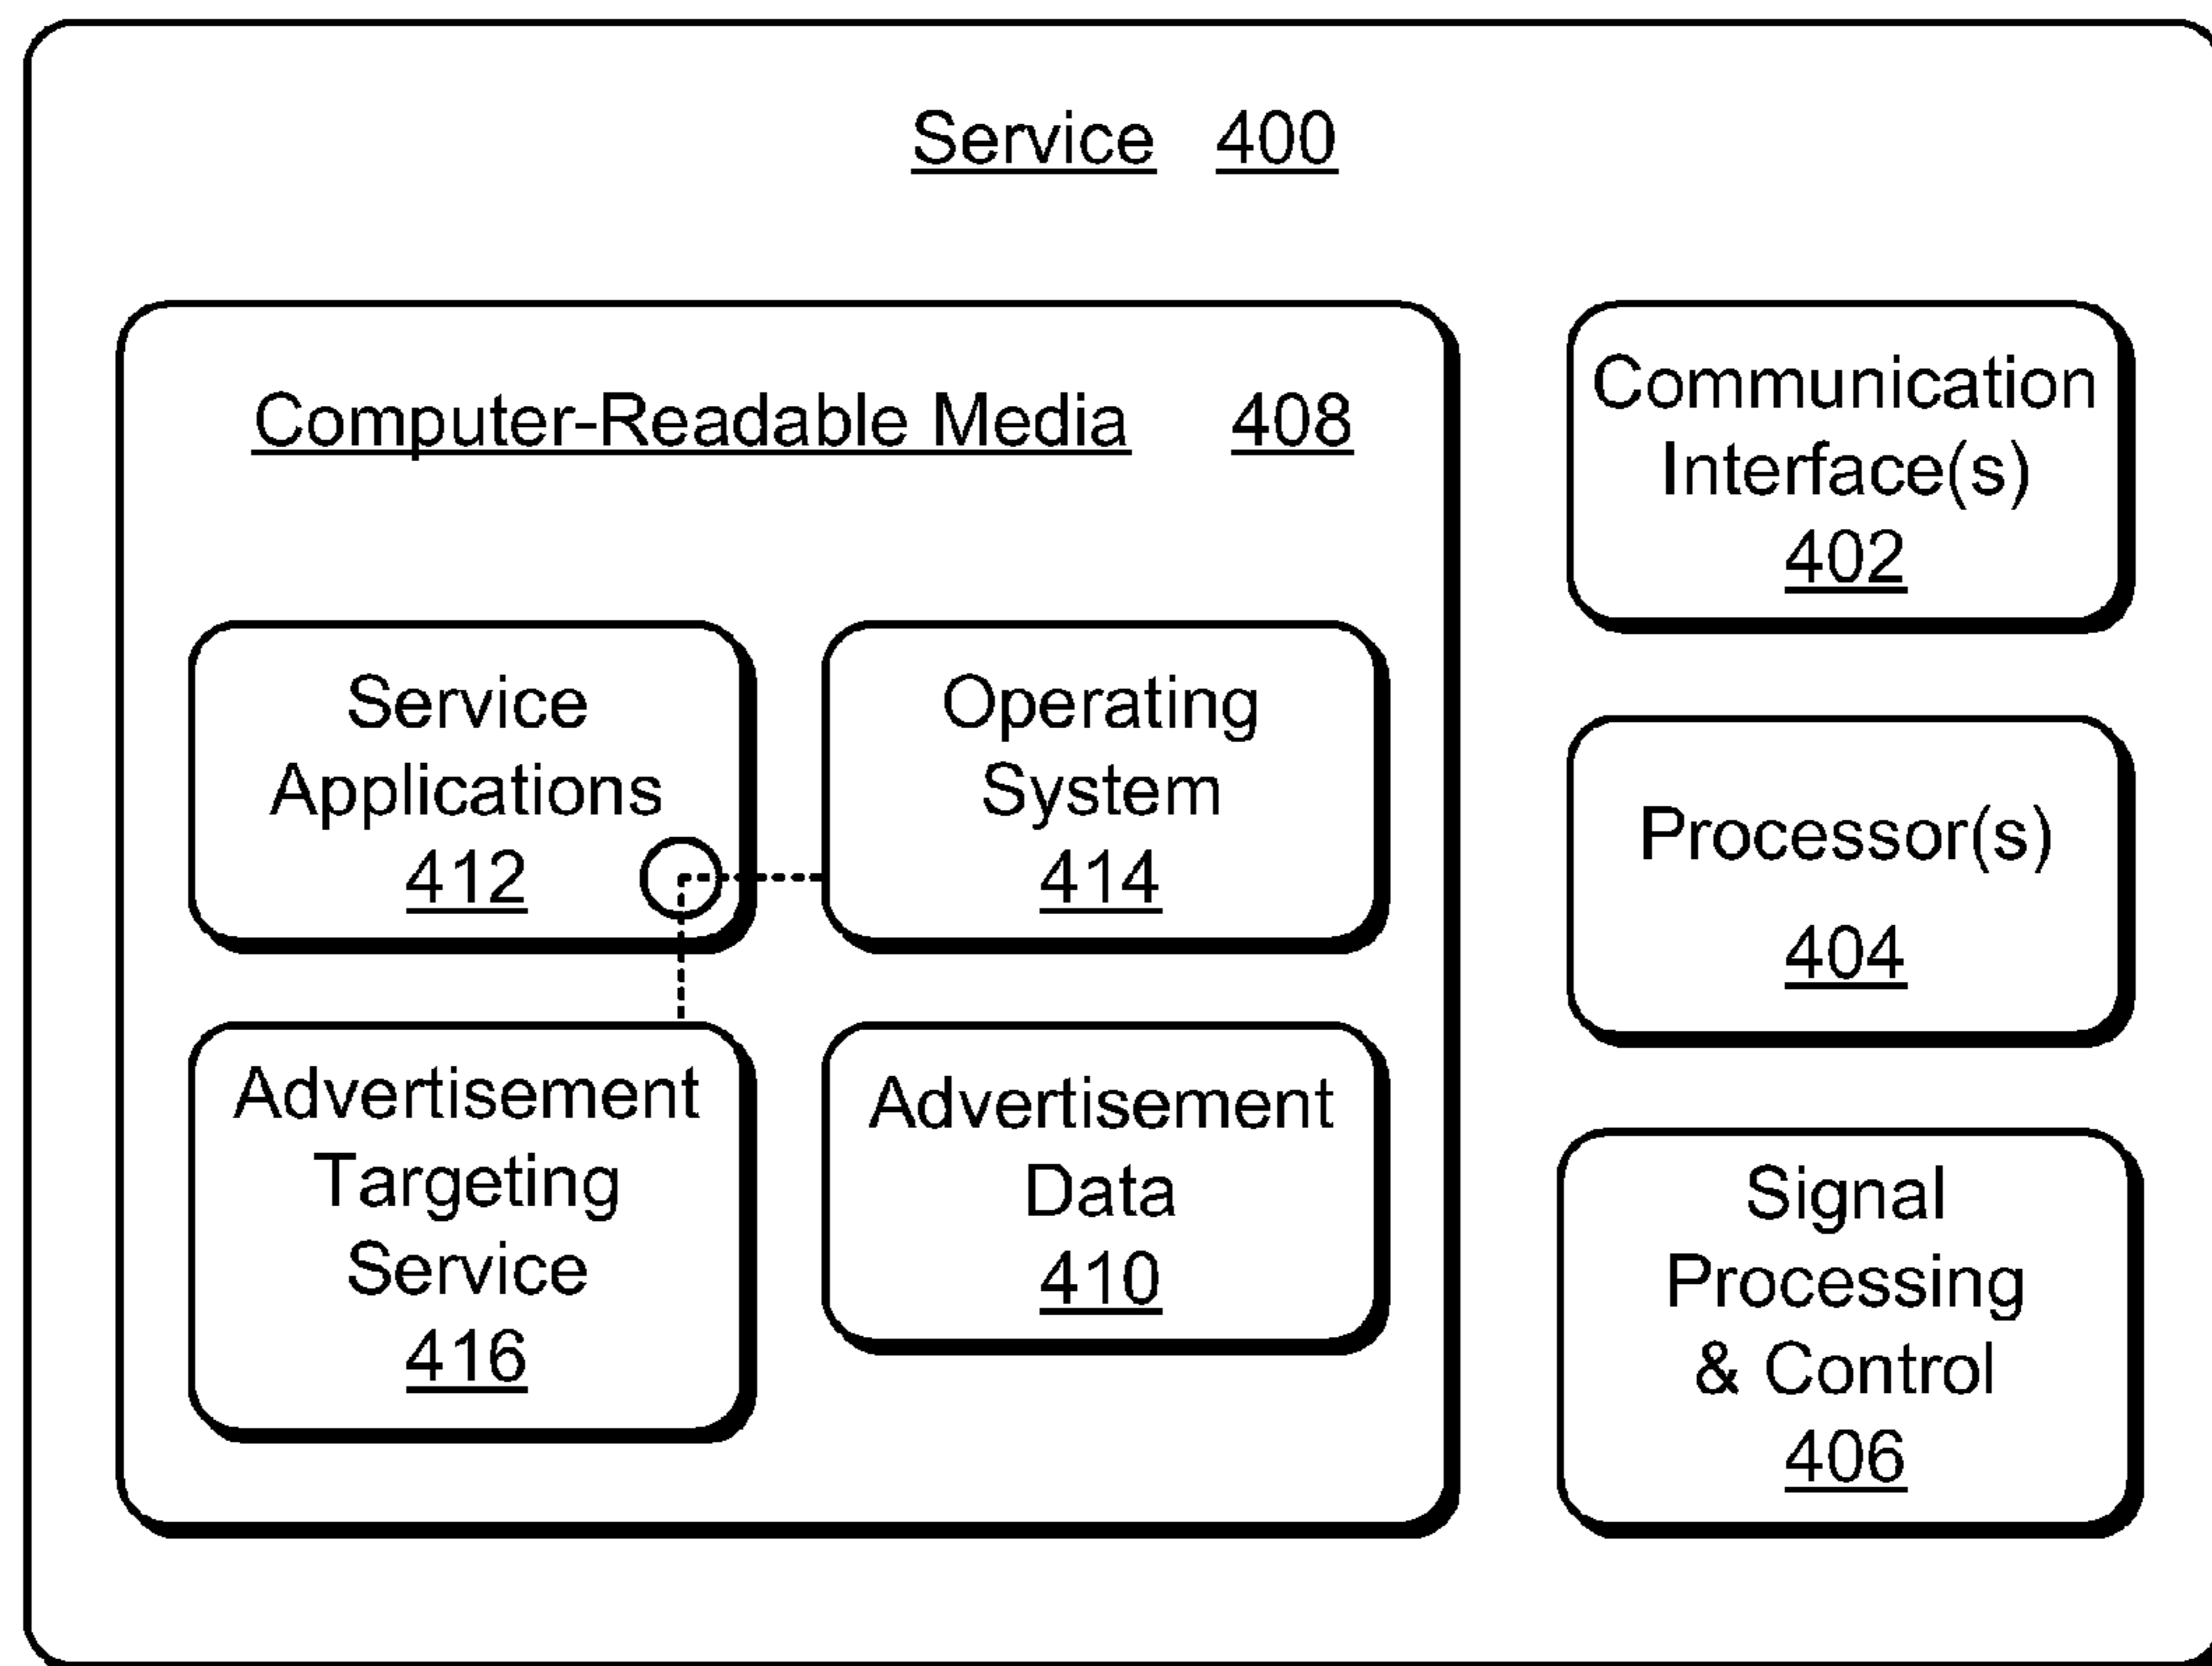 Service 400
Computer-Readable Media 408
Service
Applications
412
Operating
System
414
Advertisement
Targeting
Service
416
Advertisement
Data
410
Communication
Interface(s)
402
Processor(s)
404
Signal
Processing
& Control
406